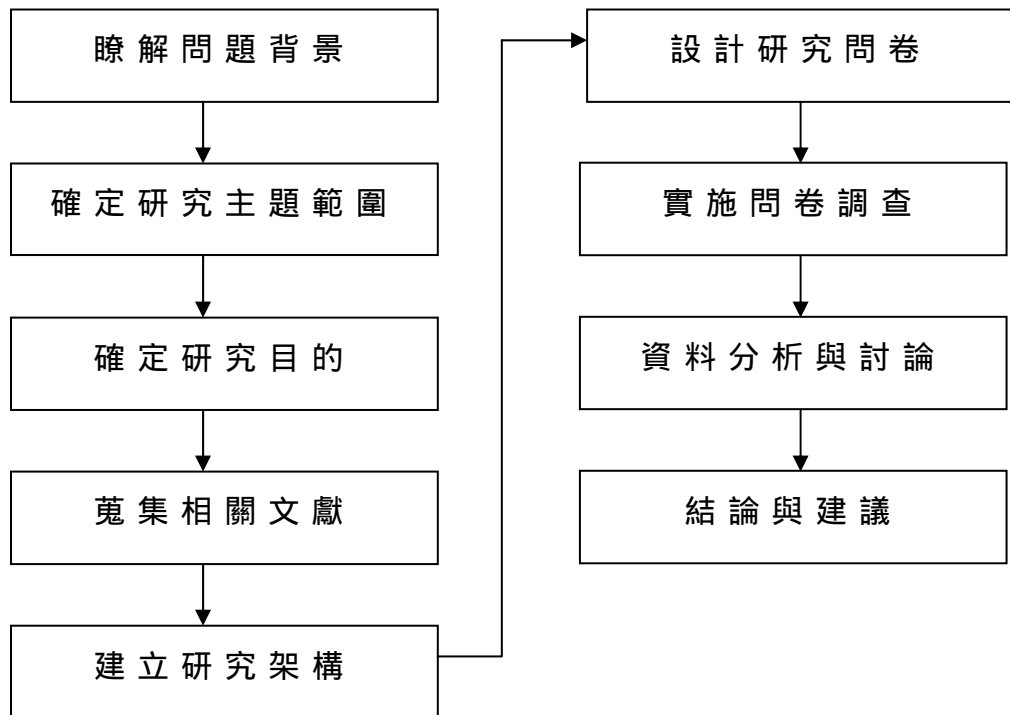 瞭解問題背景
確定研究主題範圍
確定研究目的
蒐集相關文獻
建立研究架構
設計研究問卷
實施問卷調查
資料分析與討論
結論與建議